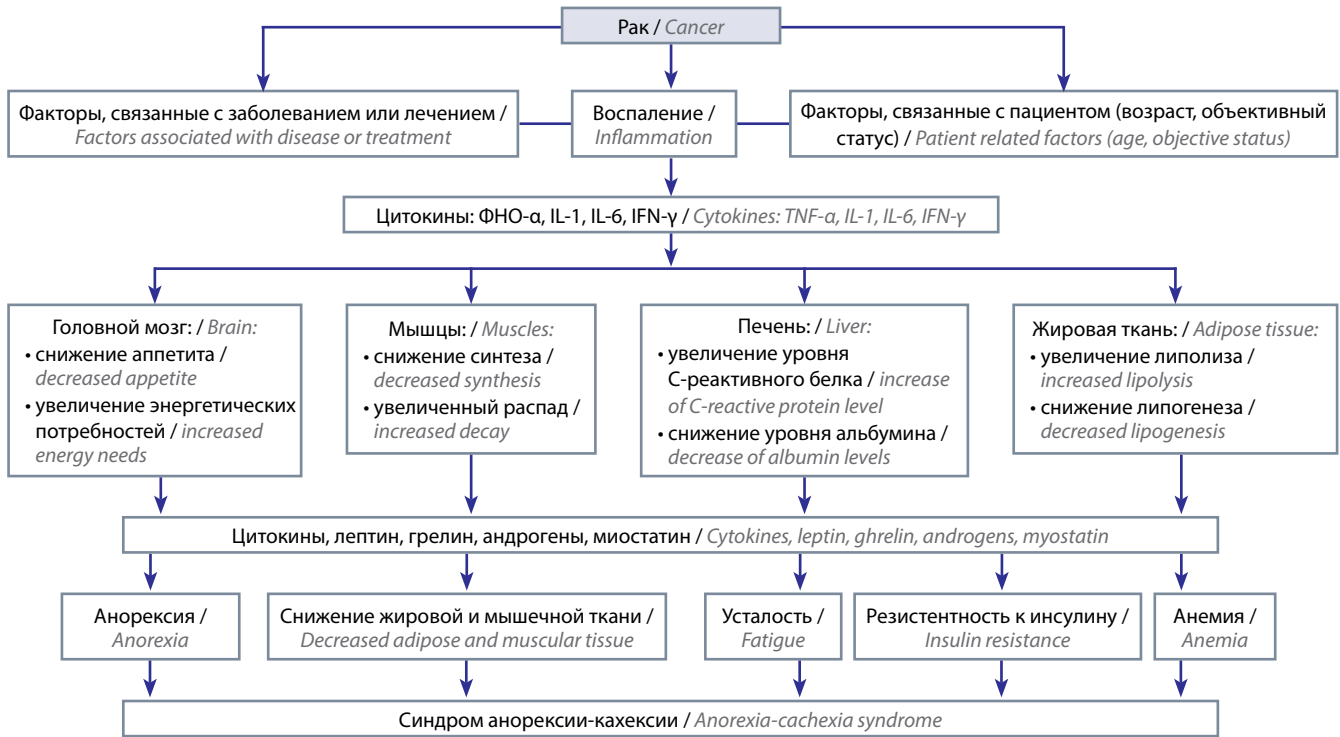 Рак / Cancer
Факторы, связанные с заболеванием или лечением /
Factors associated with disease or treatment
Воспаление /
Inflammation
Факторы, связанные с пациентом (возраст, объективный
статус) / Patient related factors (age, objective status)
Цитокины: ФНО-α, IL-1, IL-6, IFN-γ / Cytokines: TNF-α, IL-1, IL-6, IFN-γ
Головной мозг: / Brain:
• снижение аппетита /
decreased appetite
• увеличение энергетических
потребностей / increased
energy needs
Мышцы: / Muscles:
• снижение синтеза /
decreased synthesis
• увеличенный распад /
increased decay
Печень: / Liver:
• увеличение уровня
С-реактивного белка / increase
of C-reactive protein level
• снижение уровня альбумина /
decrease of albumin levels
Жировая ткань: / Adipose tissue:
• увеличение липолиза /
increased lipolysis
• снижение липогенеза /
decreased lipogenesis
Цитокины, лептин, грелин, андрогены, миостатин / Cytokines, leptin, ghrelin, androgens, myostatin
Анорексия /
Anorexia
Снижение жировой и мышечной ткани /
Decreased adipose and muscular tissue
Усталость /
Fatigue
Резистентность к инсулину /
Insulin resistance
Анемия /
Anemia
Синдром анорексии-кахексии / Anorexia-cachexia syndrome